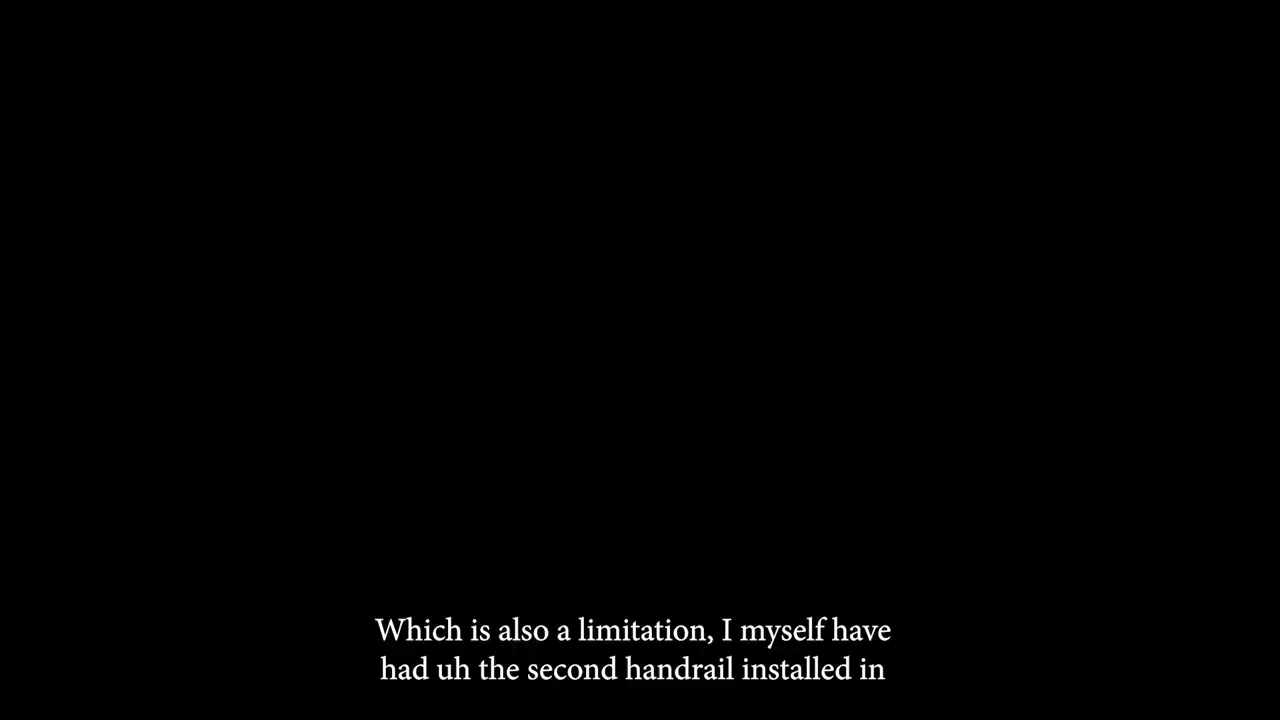 Which is also a limitation, I myself have
had uh the second handrail installed in